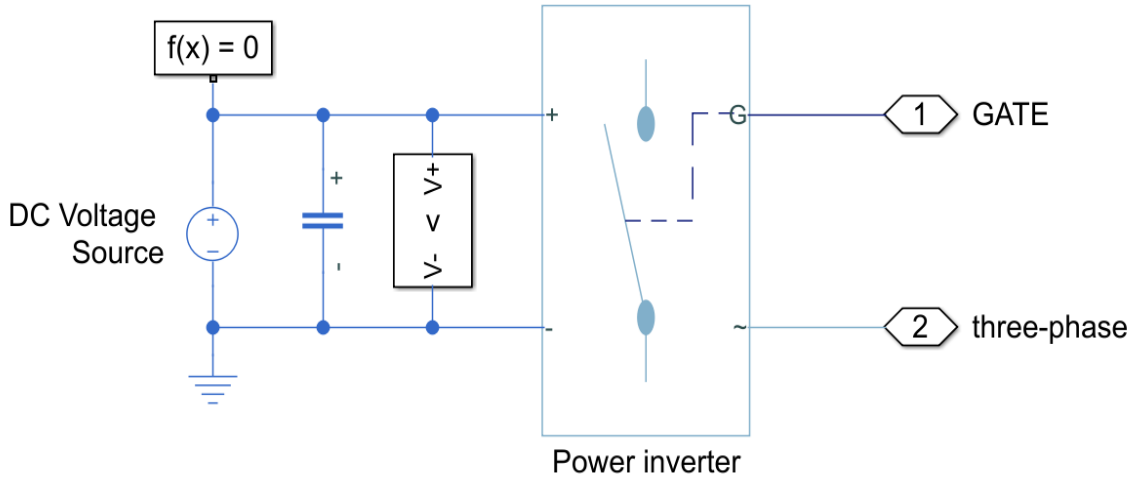 f(x) = 0
+
G
1
GATE
+
V- < V+
DC Voltage
Source
+
−
-
-
~
2
three-phase
Power inverter